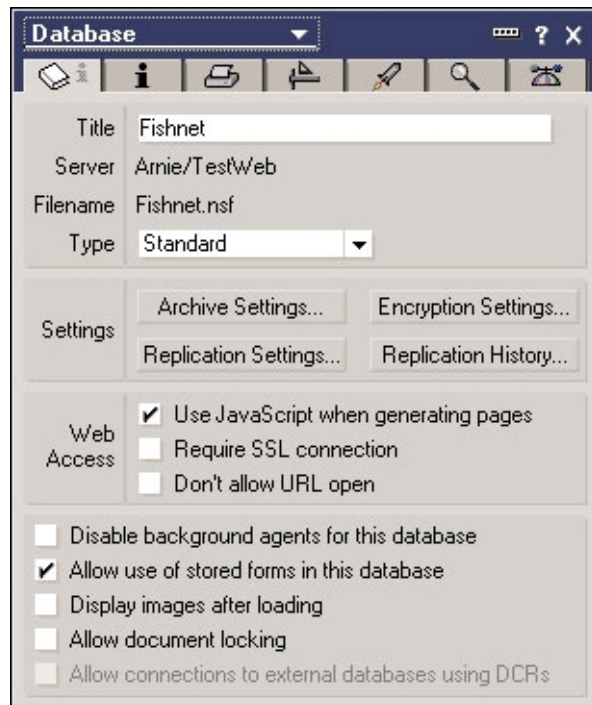 Database
? X
i i
Title Fishnet
Server Arnie/TestWeb
Filename Fishnet.nsf
Type Standard
Settings
Archive Settings... Encryption Settings...
Replication Settings... Replication History...
Web Access
Use JavaScript when generating pages
Require SSL connection
Don't allow URL open
Disable background agents for this database
Allow use of stored forms in this database
Display images after loading
Allow document locking
Allow connections to external databases using DCRs